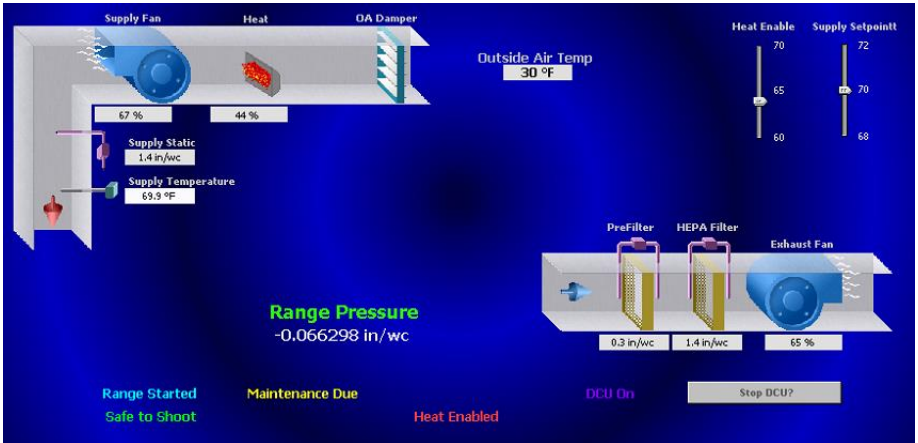 Supply Fan
Heat
OA Damper
Heat Enable
Supply Setpointt
70
72
Outside Air Temp
30 ºF
65
70
60
68
67 %
44 %
Supply Static
1.4 in/wc
Supply Temperature
69.9 ºF
PreFilter
HEPA Filter
Exhaust Fan
Range Pressure
-0.066298 in/wc
0.3 in/wc
1.4 in/wc
65 %
Range Started
Maintenance Due
DCU On
Stop DCU?
Safe to Shoot
Heat Enabled